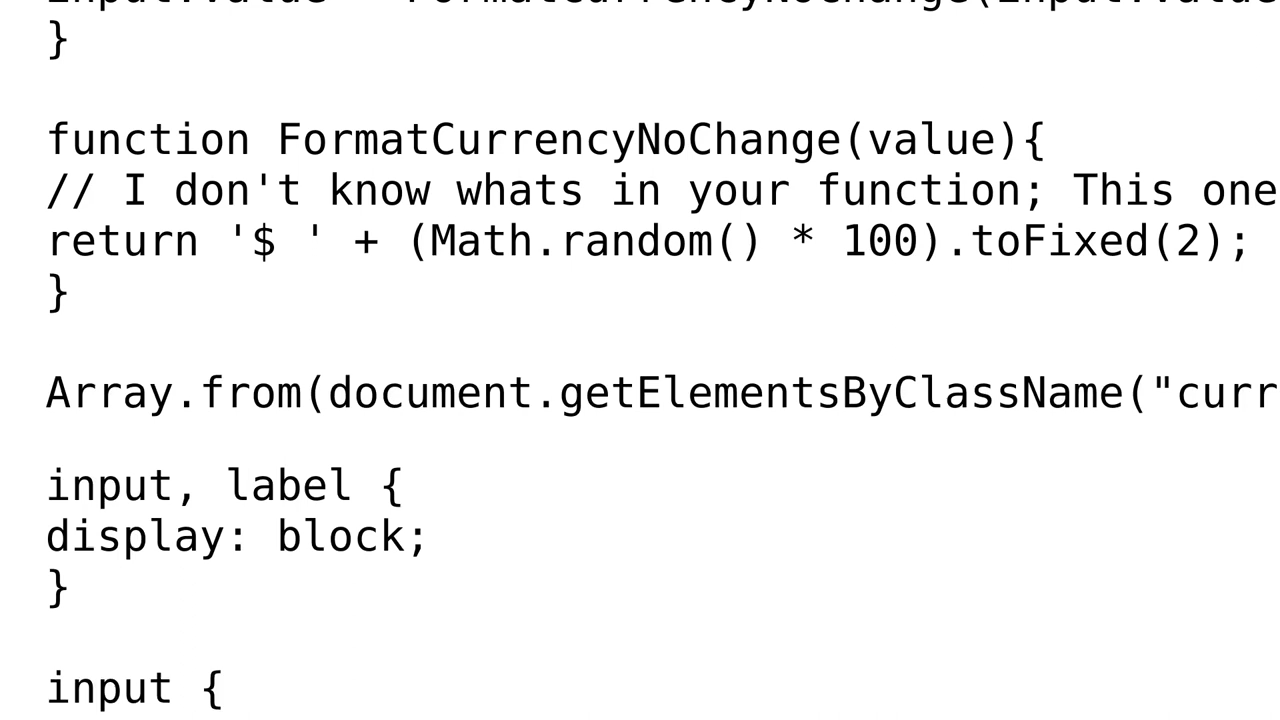 }
function FormatCurrencyNoChange(value){
// I don't know whats in your function; This one
return '$ ' + (Math.random() * 100).toFixed(2);
}
Array.from(document.getElementsByClassName("curr
input, label {
display: block;
}
input {